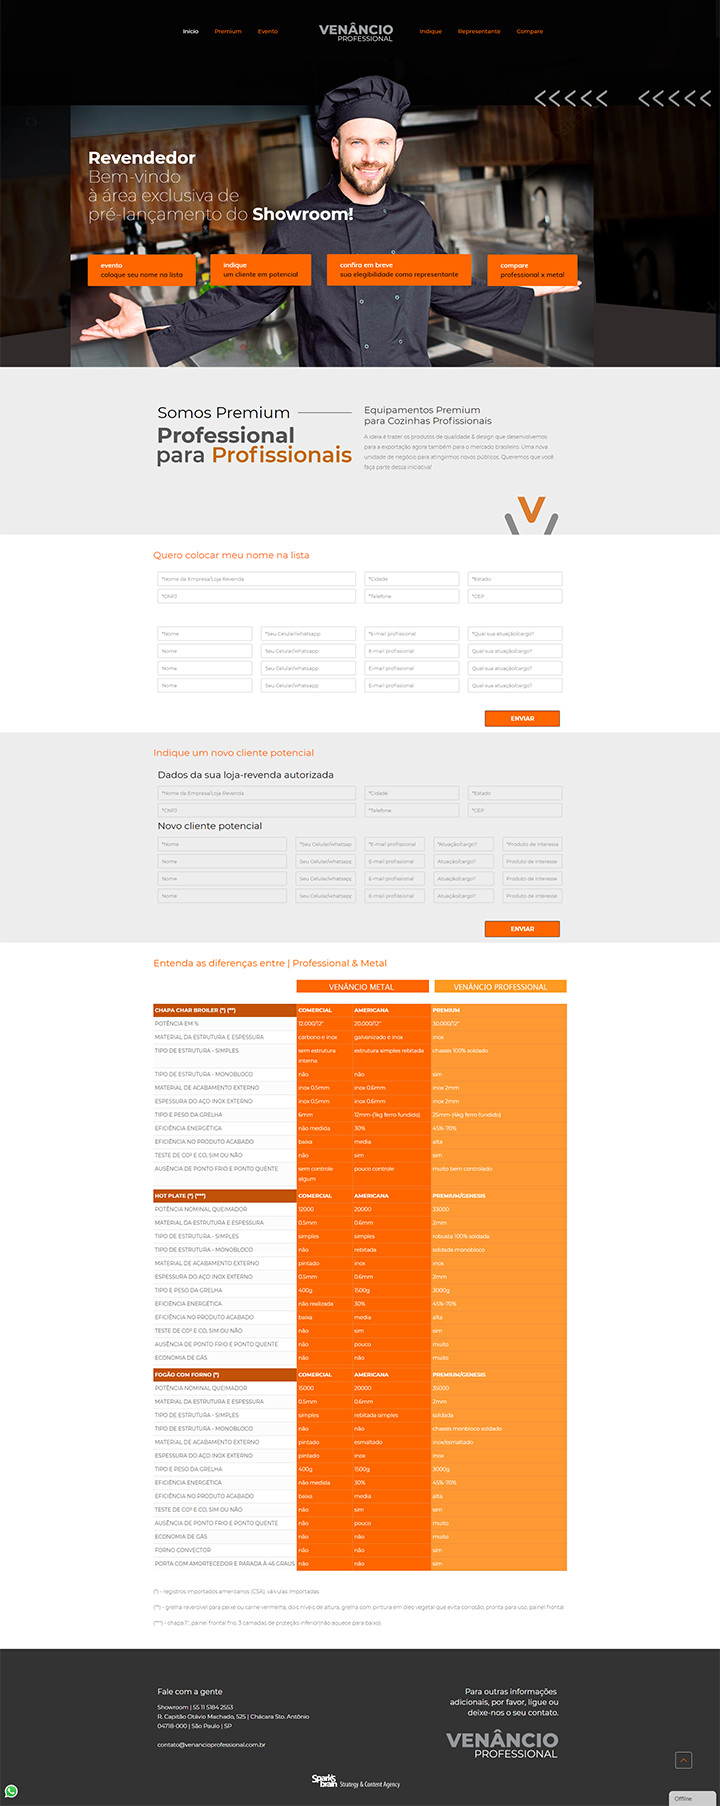 Início Premium Evento VENÂNCIO PROFESSIONAL Indique Representante Compare
Revendedor
Bem-vindo
à área exclusiva de
pré-lançamento do Showroom!
evento
coloque seu nome na lista
indique
um cliente em potencial
confira em breve
sua elegibilidade como representante
compare
professional x metal
Somos Premium
Professional
para Profissionais
Equipamentos Premium
para Cozinhas Profissionais
A ideia é trazer os produtos de qualidade & design que desenvolvemos
para a exportação agora também para o mercado brasileiro. Uma nova
unidade de negócio para atingirmos novos públicos. Queremos que você
faça parte dessa iniciativa!
Quero colocar meu nome na lista
*Nome da Empresa/Loja Revenda *Cidade *Estado
*CNPJ *Telefone *CEP
*Nome *Seu Celular/whatsapp *E-mail profissional *Qual sua atuação/cargo?
Nome Seu Celular/whatsapp E-mail profissional Qual sua atuação/cargo?
Nome Seu Celular/whatsapp E-mail profissional Qual sua atuação/cargo?
Nome Seu Celular/whatsapp E-mail profissional Qual sua atuação/cargo?
ENVIAR
Indique um novo cliente potencial
Dados da sua loja-revenda autorizada
*Nome da Empresa/Loja Revenda *Cidade *Estado
*CNPJ *Telefone *CEP
Novo cliente potencial
*Nome *Seu Celular/whatsapp *E-mail profissional *Atuação/cargo? *Produto de interesse
Nome Seu Celular/whatsapp E-mail profissional Atuação/cargo? Produto de interesse
Nome Seu Celular/whatsapp E-mail profissional Atuação/cargo? Produto de interesse
Nome Seu Celular/whatsapp E-mail profissional Atuação/cargo? Produto de interesse
ENVIAR
Entenda as diferenças entre | Professional & Metal
VENÂNCIO METAL VENÂNCIO PROFESSIONAL
CHAPA CHAR BROILER (*) (**) COMERCIAL AMERICANA PREMIUM
POTÊNCIA EM % 12.000/12" 20.000/12" 30.000/12"
MATERIAL DA ESTRUTURA E ESPESSURA carbono e inox galvanizado e inox inox
TIPO DE ESTRUTURA - SIMPLES sem estrutura interna estrutura simples rebitada chassis 100% soldado
TIPO DE ESTRUTURA - MONOBLOCO não não sim
MATERIAL DE ACABAMENTO EXTERNO inox 0.5mm inox 0.6mm inox 2mm
ESPESSURA DO AÇO INOX EXTERNO inox 0.5mm inox 0.6mm inox 2mm
TIPO E PESO DA GRELHA 6mm 12mm-(1kg ferro fundido) 25mm-(4kg ferro fundido)
EFICIÊNCIA ENERGÉTICA não medida 30% 45%-70%
EFICIÊNCIA NO PRODUTO ACABADO baixa media alta
TESTE DE CO² E CO, SIM OU NÃO não sim sim
AUSÊNCIA DE PONTO FRIO E PONTO QUENTE sem controle algum pouco controle muito bem controlado
HOT PLATE (*) (***) COMERCIAL AMERICANA PREMIUM/GENESIS
POTÊNCIA NOMINAL QUEIMADOR 12000 20000 33000
MATERIAL DA ESTRUTURA E ESPESSURA 0.5mm 0.6mm 2mm
TIPO DE ESTRUTURA - SIMPLES simples simples robusta 100% soldada
TIPO DE ESTRUTURA - MONOBLOCO não rebitada soldada monobloco
MATERIAL DE ACABAMENTO EXTERNO pintado inox inox
ESPESSURA DO AÇO INOX EXTERNO 0.5mm 0.6mm 2mm
TIPO E PESO DA GRELHA 400g 1500g 3000g
EFICIÊNCIA ENERGÉTICA não realizada 30% 45%-70%
EFICIÊNCIA NO PRODUTO ACABADO baixa media alta
TESTE DE CO² E CO, SIM OU NÃO não sim sim
AUSÊNCIA DE PONTO FRIO E PONTO QUENTE não pouco muito
ECONOMIA DE GÁS não não muito
FOGÃO COM FORNO (*) COMERCIAL AMERICANA PREMIUM/GENESIS
POTÊNCIA NOMINAL QUEIMADOR 15000 20000 35000
MATERIAL DA ESTRUTURA E ESPESSURA 0.5mm 0.6mm 2mm
TIPO DE ESTRUTURA - SIMPLES simples rebitada simples soldada
TIPO DE ESTRUTURA - MONOBLOCO não não chassis monbloco soldado
MATERIAL DE ACABAMENTO EXTERNO pintado esmaltado inox/esmaltado
ESPESSURA DO AÇO INOX EXTERNO pintado inox inox
TIPO E PESO DA GRELHA 400g 1500g 3000g
EFICIÊNCIA ENERGÉTICA não medida 30% 45%-70%
EFICIÊNCIA NO PRODUTO ACABADO baixa media alta
TESTE DE CO² E CO, SIM OU NÃO não sim sim
AUSÊNCIA DE PONTO FRIO E PONTO QUENTE não pouco muito
ECONOMIA DE GÁS não não muito
FORNO CONVECTOR não não sim
PORTA COM AMORTECEDOR E PARADA À 45 GRAUS não não sim
(*) - registros importados americanos (CSA), válvulas importadas
(**) - grelha reversível para peixe ou carne vermelha, dois níveis de altura, grelha com pintura em óleo vegetal que evita corrosão, pronta para uso, painel frontal
(***) - chapa 1", painel frontal frio, 3 camadas de proteção inferior(não aquece para baixo).
Fale com a gente
Showroom | 55 11 5184 2553
R. Capitão Otávio Machado, 525 | Chácara Sto. Antônio
04718-000 | São Paulo | SP
contato@venancioprofessional.com.br
Para outras informações
adicionais, por favor, ligue ou
deixe-nos o seu contato.
VENÂNCIO
PROFESSIONAL
Sparks brain Strategy & Content Agency
Offline